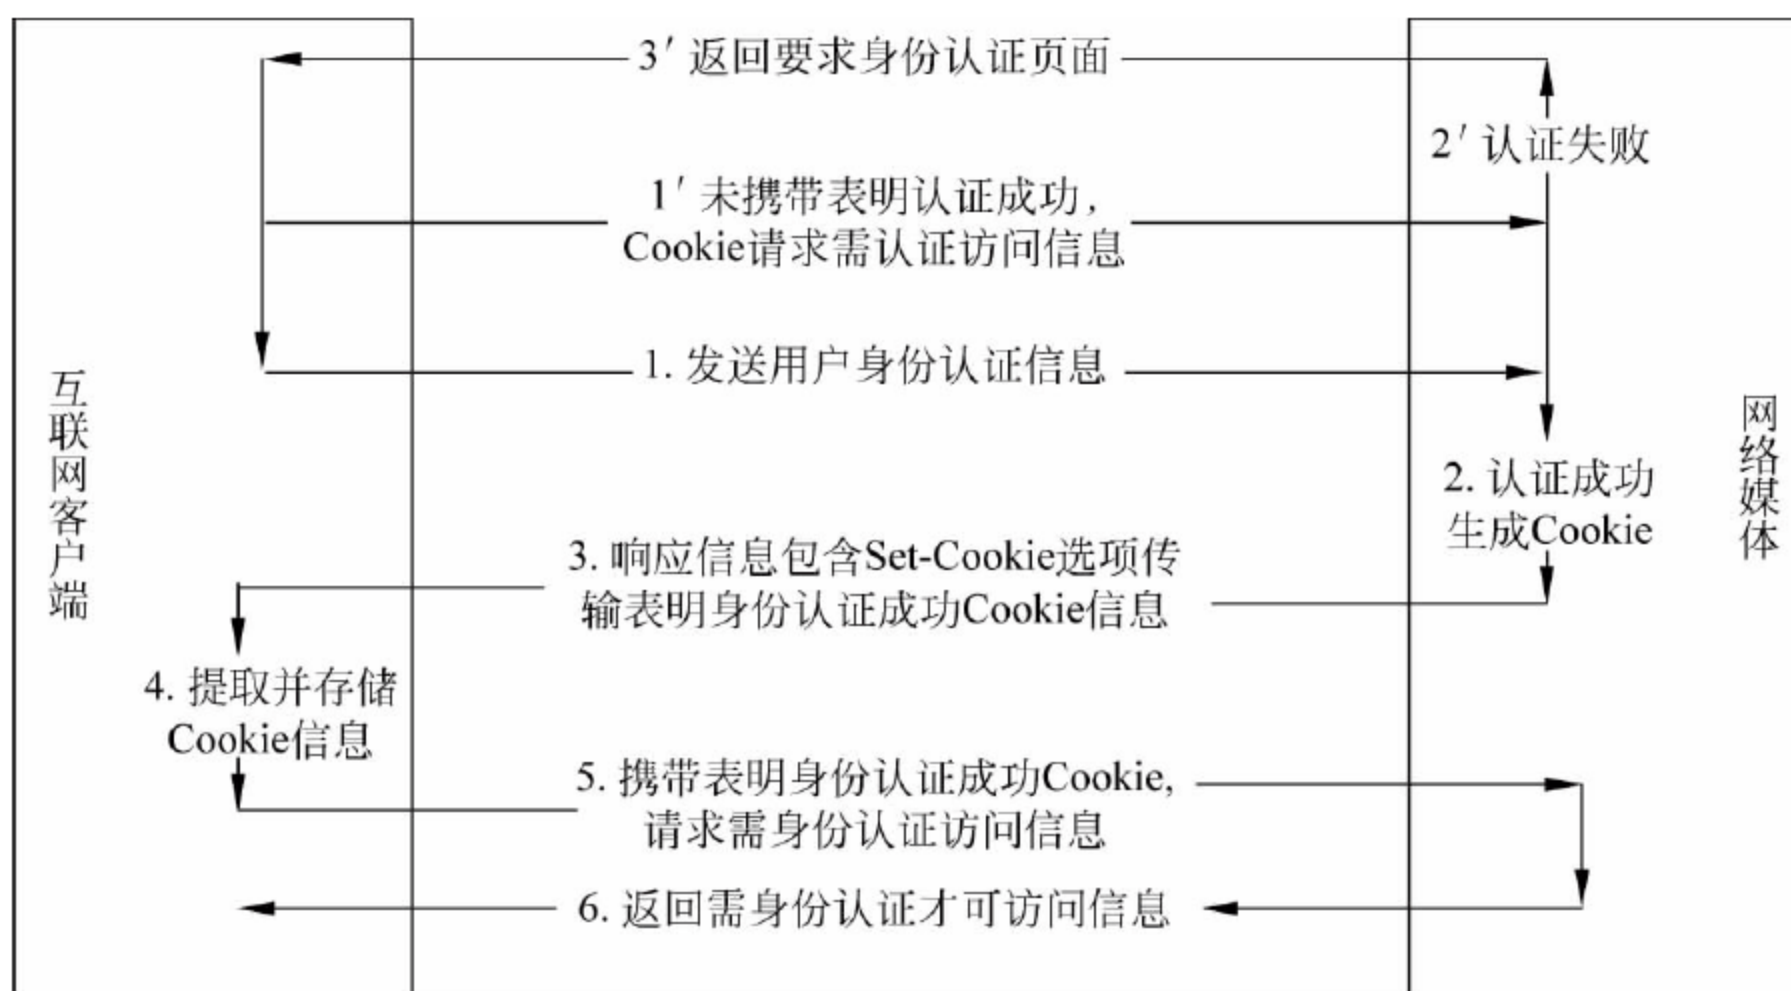 3′ 返回要求身份认证页面
2′ 认证失败
1′ 未携带表明认证成功,
Cookie请求需认证访问信息
1. 发送用户身份认证信息
互联网客户端
网络媒体
2. 认证成功
生成Cookie
3. 响应信息包含Set-Cookie选项传
输表明身份认证成功Cookie信息
4. 提取并存储
Cookie信息
5. 携带表明身份认证成功Cookie,
请求需身份认证访问信息
6. 返回需身份认证才可访问信息